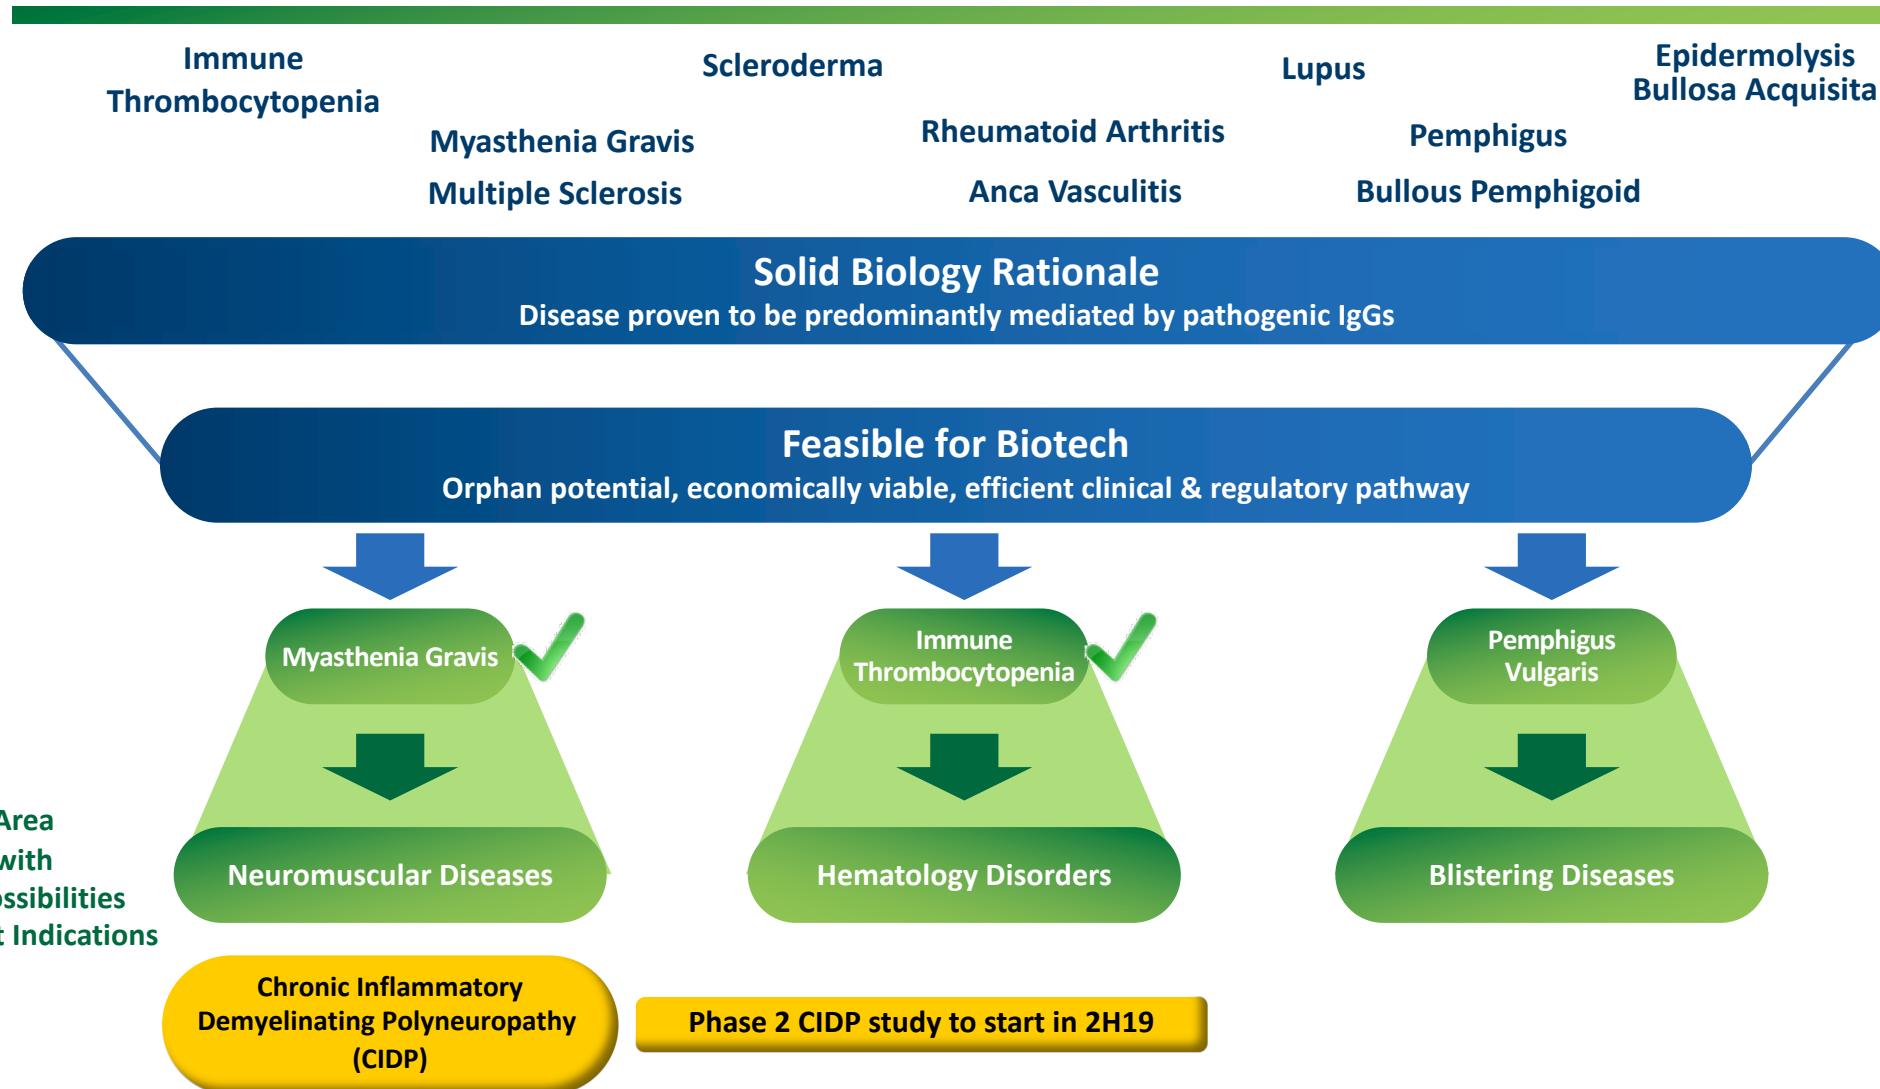 Immune
Thrombocytopenia
Scleroderma
Lupus
Epidermolysis
Bullosa Acquisita
Myasthenia Gravis
Rheumatoid Arthritis
Pemphigus
Multiple Sclerosis
Anca Vasculitis
Bullous Pemphigoid
Solid Biology Rationale
Disease proven to be predominantly mediated by pathogenic IgGs
Feasible for Biotech
Orphan potential, economically viable, efficient clinical & regulatory pathway
Myasthenia Gravis
Immune
Thrombocytopenia
Pemphigus
Vulgaris
Area
with
ossibilities
t Indications
Neuromuscular Diseases
Hematology Disorders
Blistering Diseases
Chronic Inflammatory
Demyelinating Polyneuropathy
(CIDP)
Phase 2 CIDP study to start in 2H19